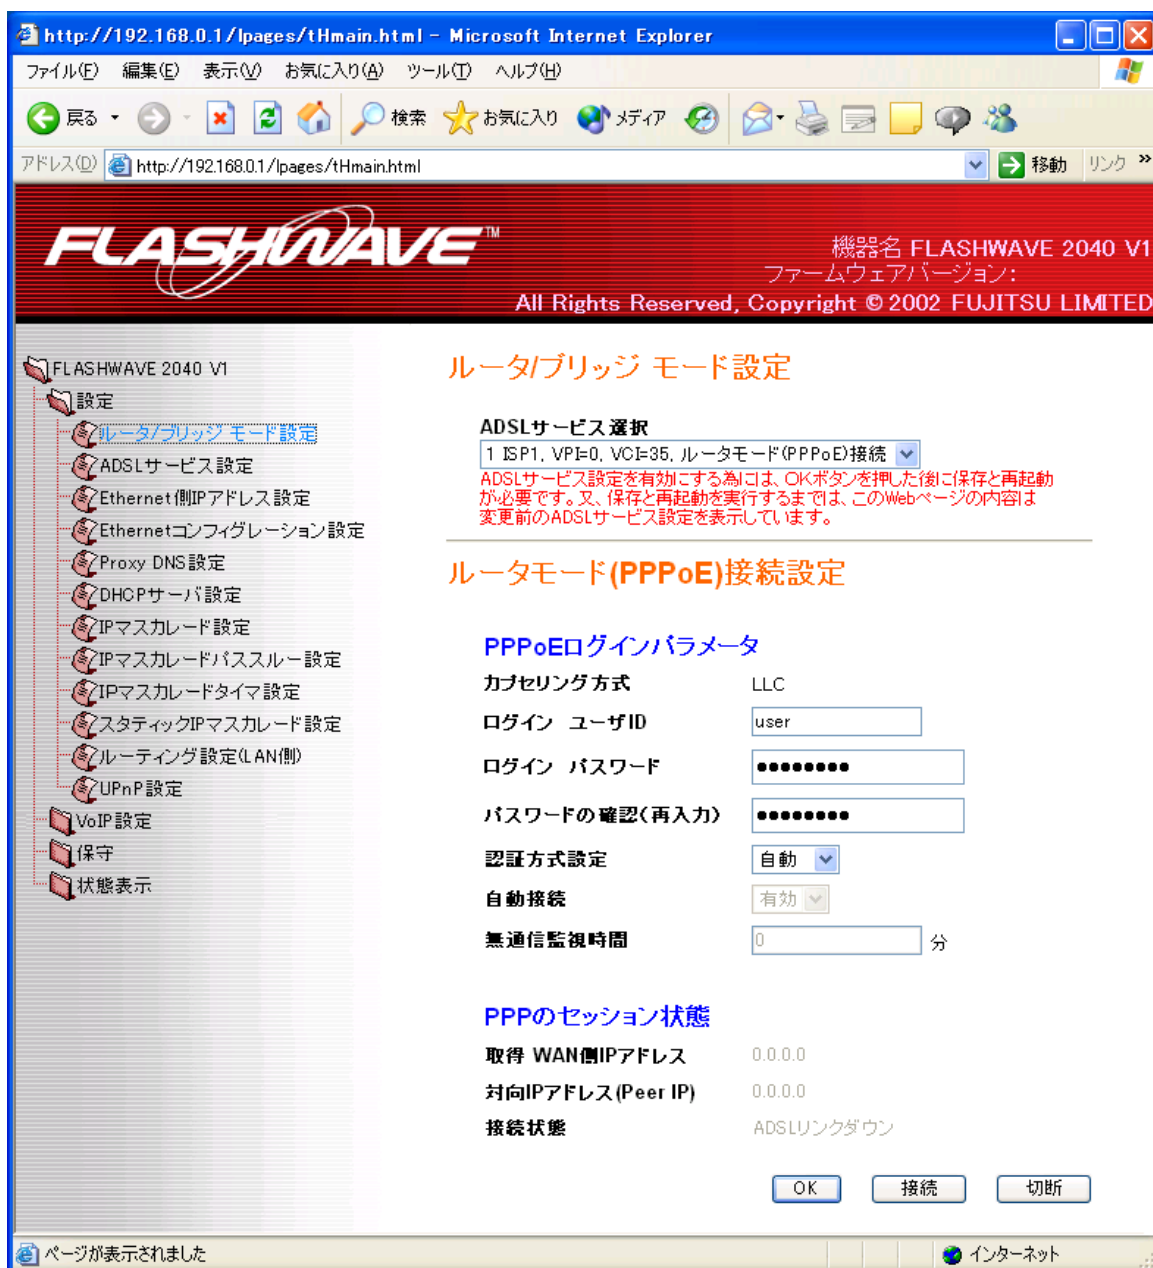 http://192.168.0.1/lpages/tHmain.html - Microsoft Internet Explorer
ファイル(F) 編集(E) 表示(V) お気に入り(A) ツール(T) ヘルプ(H)
戻る 検索 お気に入り メディア
アドレス(D) http://192.168.0.1/lpages/tHmain.html 移動 リンク »
FLASHWAVE™
機器名 FLASHWAVE 2040 V1
ファームウェアバージョン:
All Rights Reserved, Copyright © 2002 FUJITSU LIMITED
FLASHWAVE 2040 V1
設定
ルータ/ブリッジ モード設定
ADSLサービス設定
Ethernet側IPアドレス設定
Ethernetコンフィグレーション設定
Proxy DNS設定
DHCPサーバ設定
IPマスカレード設定
IPマスカレードパススルー設定
IPマスカレードタイマ設定
スタティックIPマスカレード設定
ルーティング設定(LAN側)
UPnP設定
VoIP設定
保守
状態表示
ルータ/ブリッジ モード設定
ADSLサービス選択
1 ISP1, VPI=0, VCI=35, ルータモード(PPPoE)接続
ADSLサービス設定を有効にする為には、OKボタンを押した後に保存と再起動
が必要です。又、保存と再起動を実行するまでは、このWebページの内容は
変更前のADSLサービス設定を表示しています。
ルータモード(PPPoE)接続設定
PPPoEログインパラメータ
カプセリング方式 LLC
ログイン ユーザID user
ログイン パスワード ●●●●●●●●
パスワードの確認(再入力) ●●●●●●●●
認証方式設定 自動
自動接続 有効
無通信監視時間 0 分
PPPのセッション状態
取得 WAN側IPアドレス 0.0.0.0
対向IPアドレス(Peer IP) 0.0.0.0
接続状態 ADSLリンクダウン
OK 接続 切断
ページが表示されました インターネット